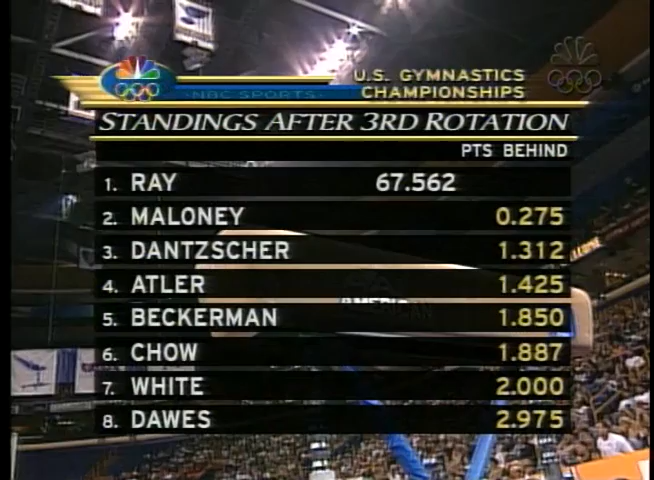 U.S. GYMNASTICS
·NBC SPORTS·
CHAMPIONSHIPS
STANDINGS AFTER 3RD ROTATION
PTS BEHIND
1. RAY 67.562
2. MALONEY 0.275
3. DANTZSCHER 1.312
4. ATLER 1.425
5. BECKERMAN 1.850
6. CHOW 1.887
7. WHITE 2.000
8. DAWES 2.975
AMERICAN